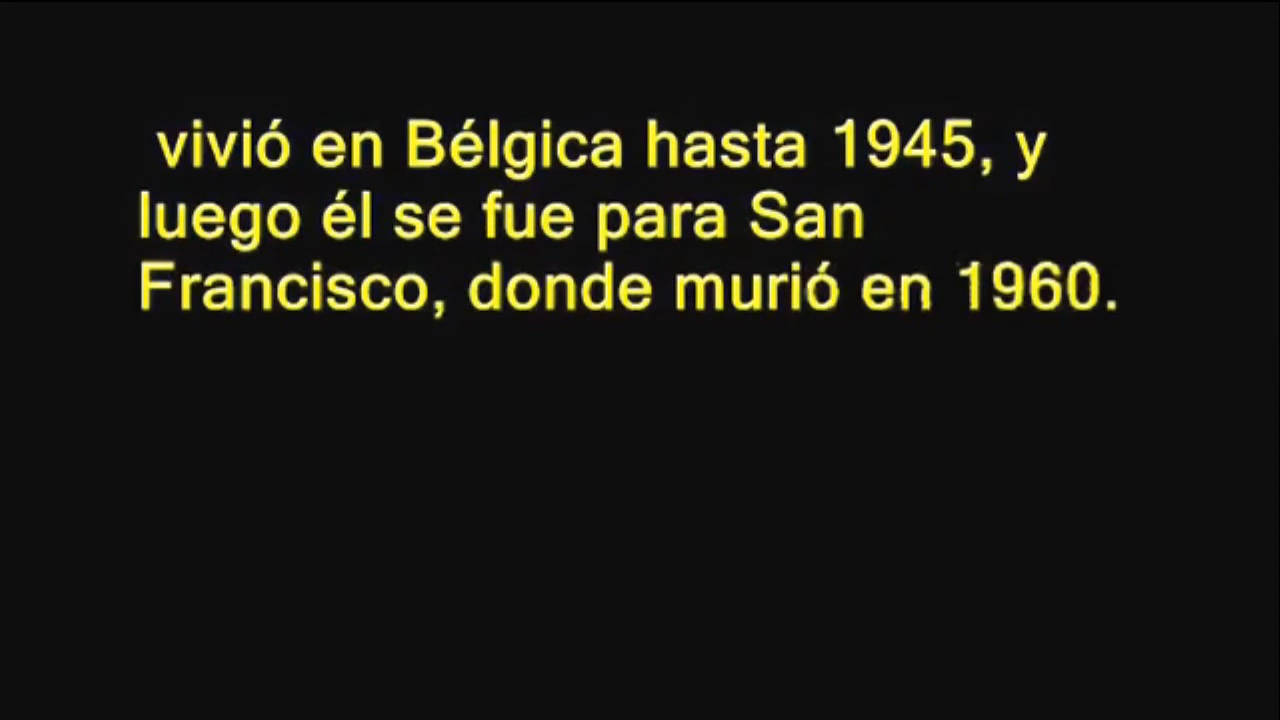 vivió en Bélgica hasta 1945, y
luego él se fue para San
Francisco, donde murió en 1960.